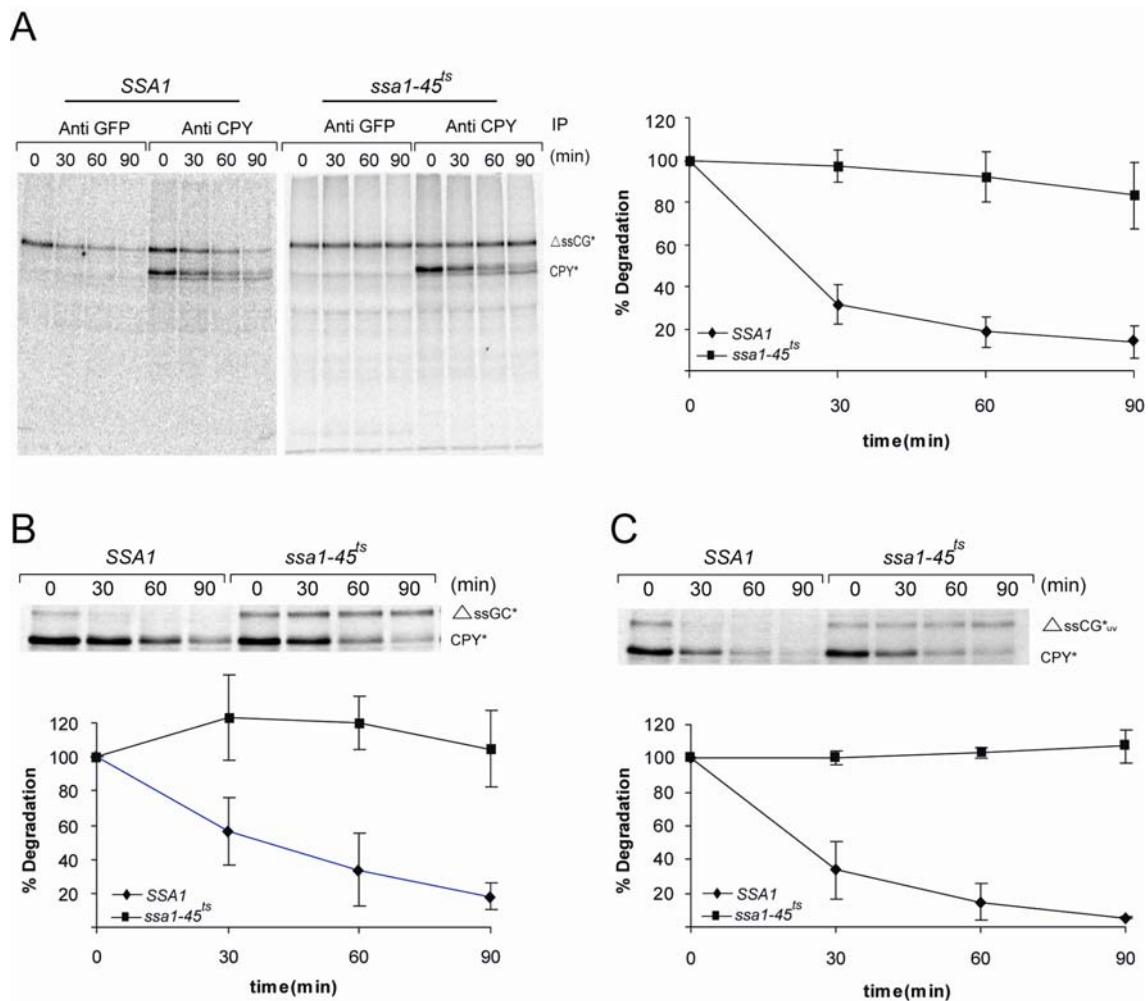 A
SSA1
ssa1-45ts
Anti GFP Anti CPY Anti GFP Anti CPY IP
0 30 60 90 0 30 60 90 0 30 60 90 0 30 60 90 (min)
△ssCG*
CPY*
120
100
80
60
40
20
% Degradation
SSA1
ssa1-45ts
0 30 60 90
time(min)
B
SSA1 ssa1-45ts
0 30 60 90 0 30 60 90 (min)
△ssGC*
CPY*
120
100
80
60
40
20
% Degradation
SSA1
ssa1-45ts
0 30 60 90
time(min)
C
SSA1 ssa1-45ts
0 30 60 90 0 30 60 90 (min)
△ssCG*uv
CPY*
120
100
80
60
40
20
% Degradation
SSA1
ssa1-45ts
0 30 60 90
time(min)